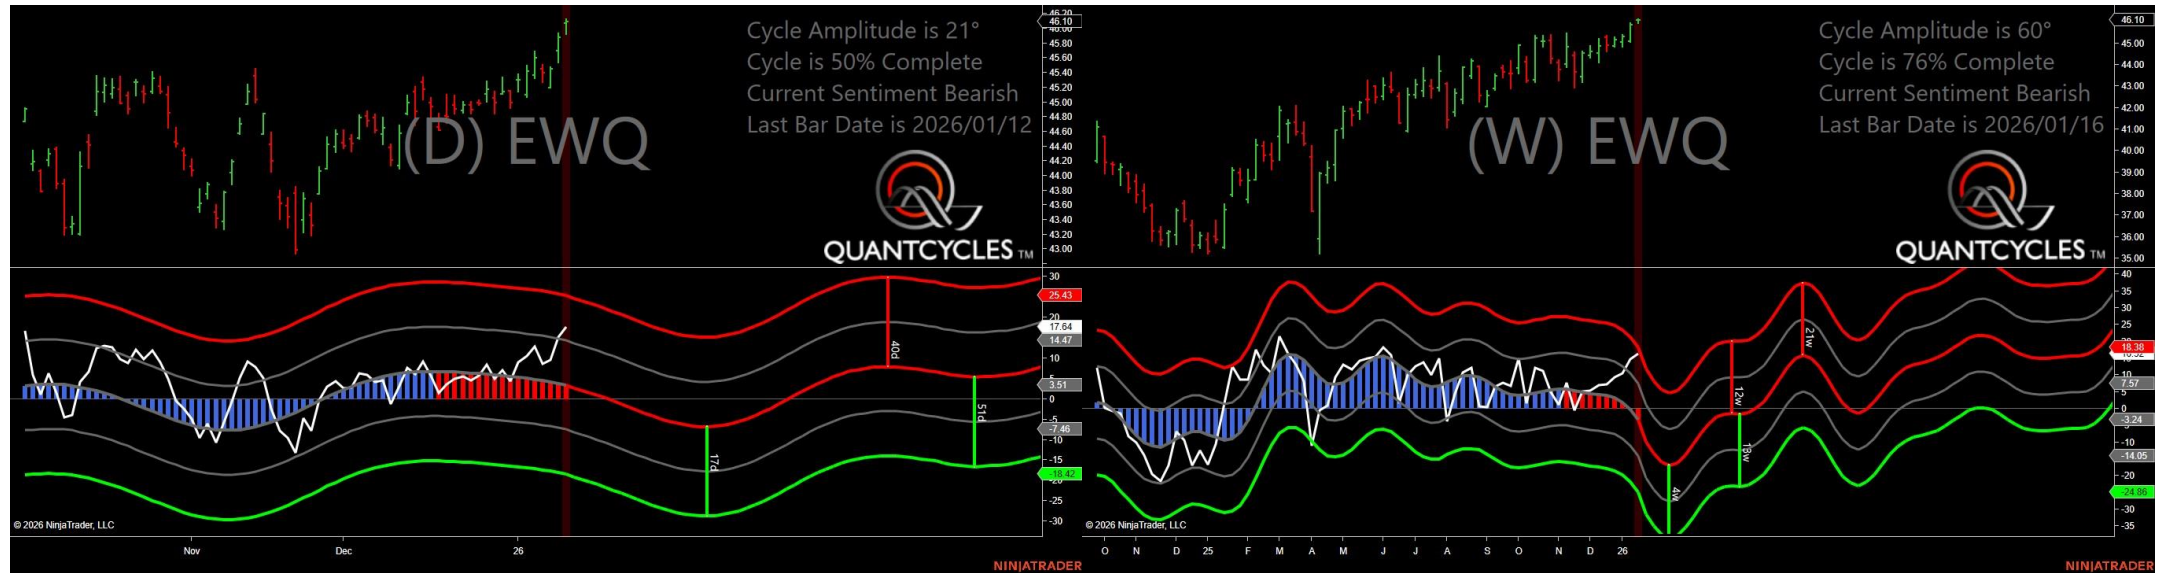 Cycle Amplitude is 21°
Cycle is 50% Complete
Current Sentiment Bearish
Last Bar Date is 2026/01/12
(D) EWQ
QUANTCYCLES TM
46.20
46.10
46.00
45.80
45.60
45.40
45.20
45.00
44.80
44.60
44.40
44.20
44.00
43.80
43.60
43.40
43.20
43.00
30
25.43
20
17.64
14.47
10
5
3.51
0
-5
-7.46
-10
-15
-18.42
-25
-30
17d
40d
51d
© 2026 NinjaTrader, LLC
Nov
Dec
26
NINJATRADER
Cycle Amplitude is 60°
Cycle is 76% Complete
Current Sentiment Bearish
Last Bar Date is 2026/01/16
(W) EWQ
QUANTCYCLES TM
46.10
45.00
44.00
43.00
42.00
41.00
40.00
39.00
38.00
37.00
36.00
35.00
40
35
30
25
18.38
10
7.57
5
0
-3.24
-10
-14.05
-20
-24.86
-30
-35
4w
12w
13w
21w
© 2026 NinjaTrader, LLC
O N D 25 F M A M J J A S O N D 26
NINJATRADER